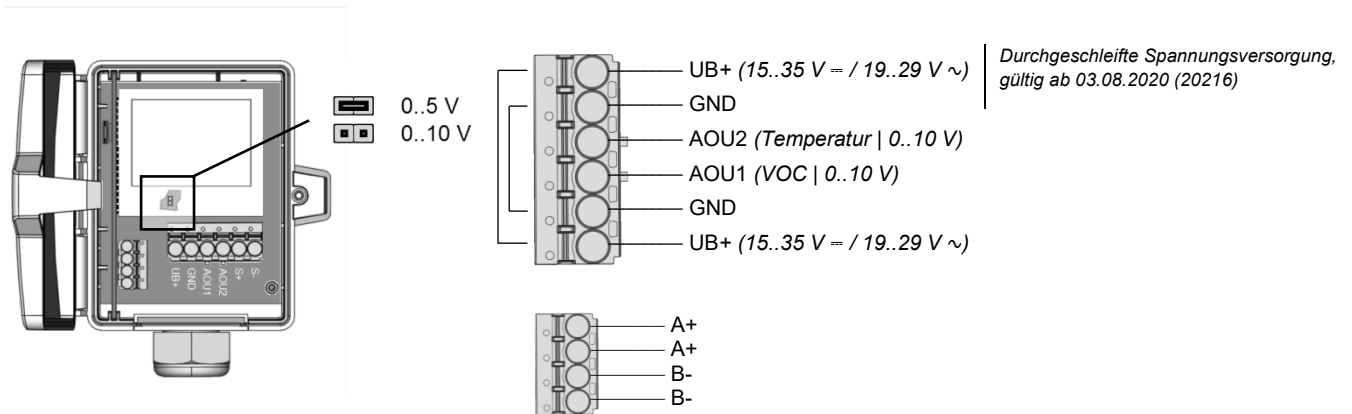 0..5 V
0..10 V
UB+
GND
AOU1
AOU2
S+
S-
UB+ (15..35 V ⎓ / 19..29 V ∿)
GND
AOU2 (Temperatur | 0..10 V)
AOU1 (VOC | 0..10 V)
GND
UB+ (15..35 V ⎓ / 19..29 V ∿)
Durchgeschleifte Spannungsversorgung,
gültig ab 03.08.2020 (20216)
A+
A+
B-
B-